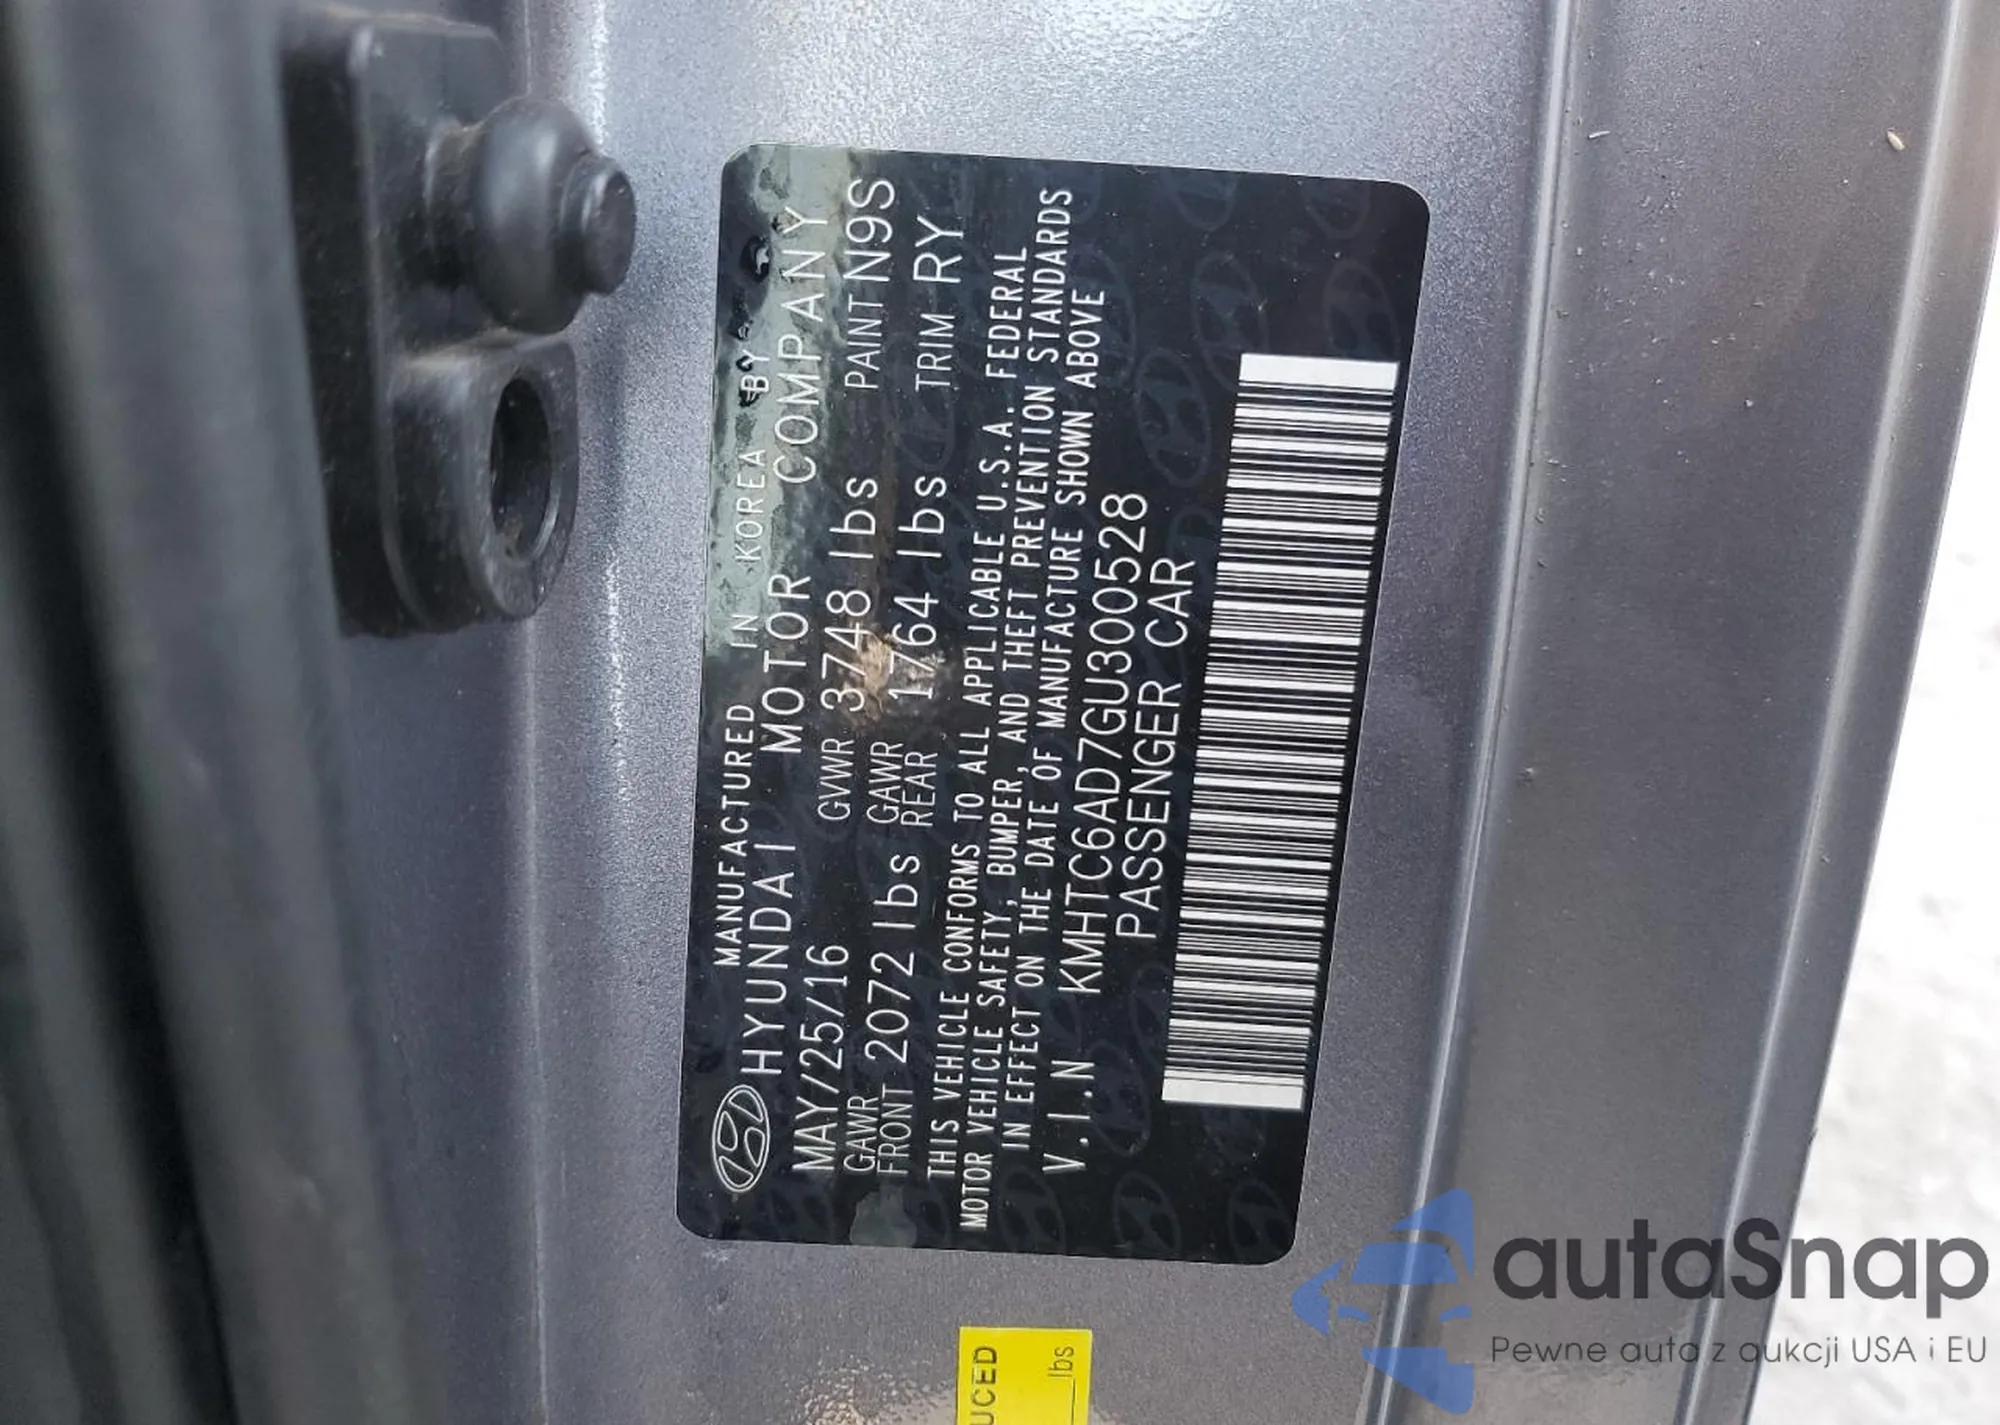 MANUFACTURED IN KOREA BY
HYUNDAI MOTOR COMPANY
MAY/25/16 GVWR 3748 lbs PAINT N9S
GAWR FRONT 2072 lbs GAWR REAR 1764 lbs TRIM RY
THIS VEHICLE CONFORMS TO ALL APPLICABLE U.S.A. FEDERAL
MOTOR VEHICLE SAFETY, BUMPER, AND THEFT PREVENTION STANDARDS
IN EFFECT ON THE DATE OF MANUFACTURE SHOWN ABOVE
V.I.N KMHTC6AD7GU300528
PASSENGER CAR
UCED
lbs
autaSnap
Pewne auta z aukcji USA i EU